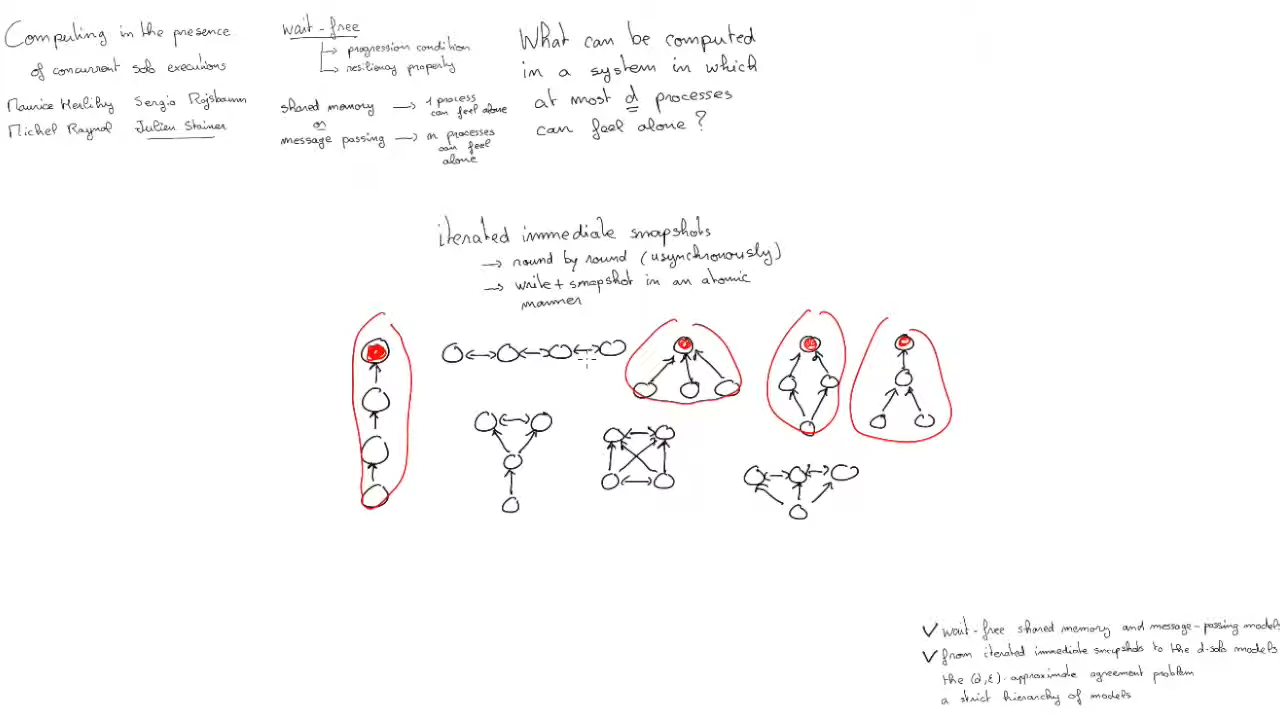 Computing in the presence
of concurrent solo executions
Maurice Herlihy Sergio Rajsbaum
Michel Raynal Julien Stainer
wait-free
progression condition
resiliency property
shared memory → 1 process can feel alone
or
message passing → n processes can feel alone
What can be computed
in a system in which
at most d processes
can feel alone?
iterated immediate snapshots
→ round by round (asynchronously)
→ write + snapshot in an atomic
manner
✓ wait-free shared memory and message-passing models
✓ from iterated immediate snapshots to the d-solo models
the (d,ε)-approximate agreement problem
a strict hierarchy of models